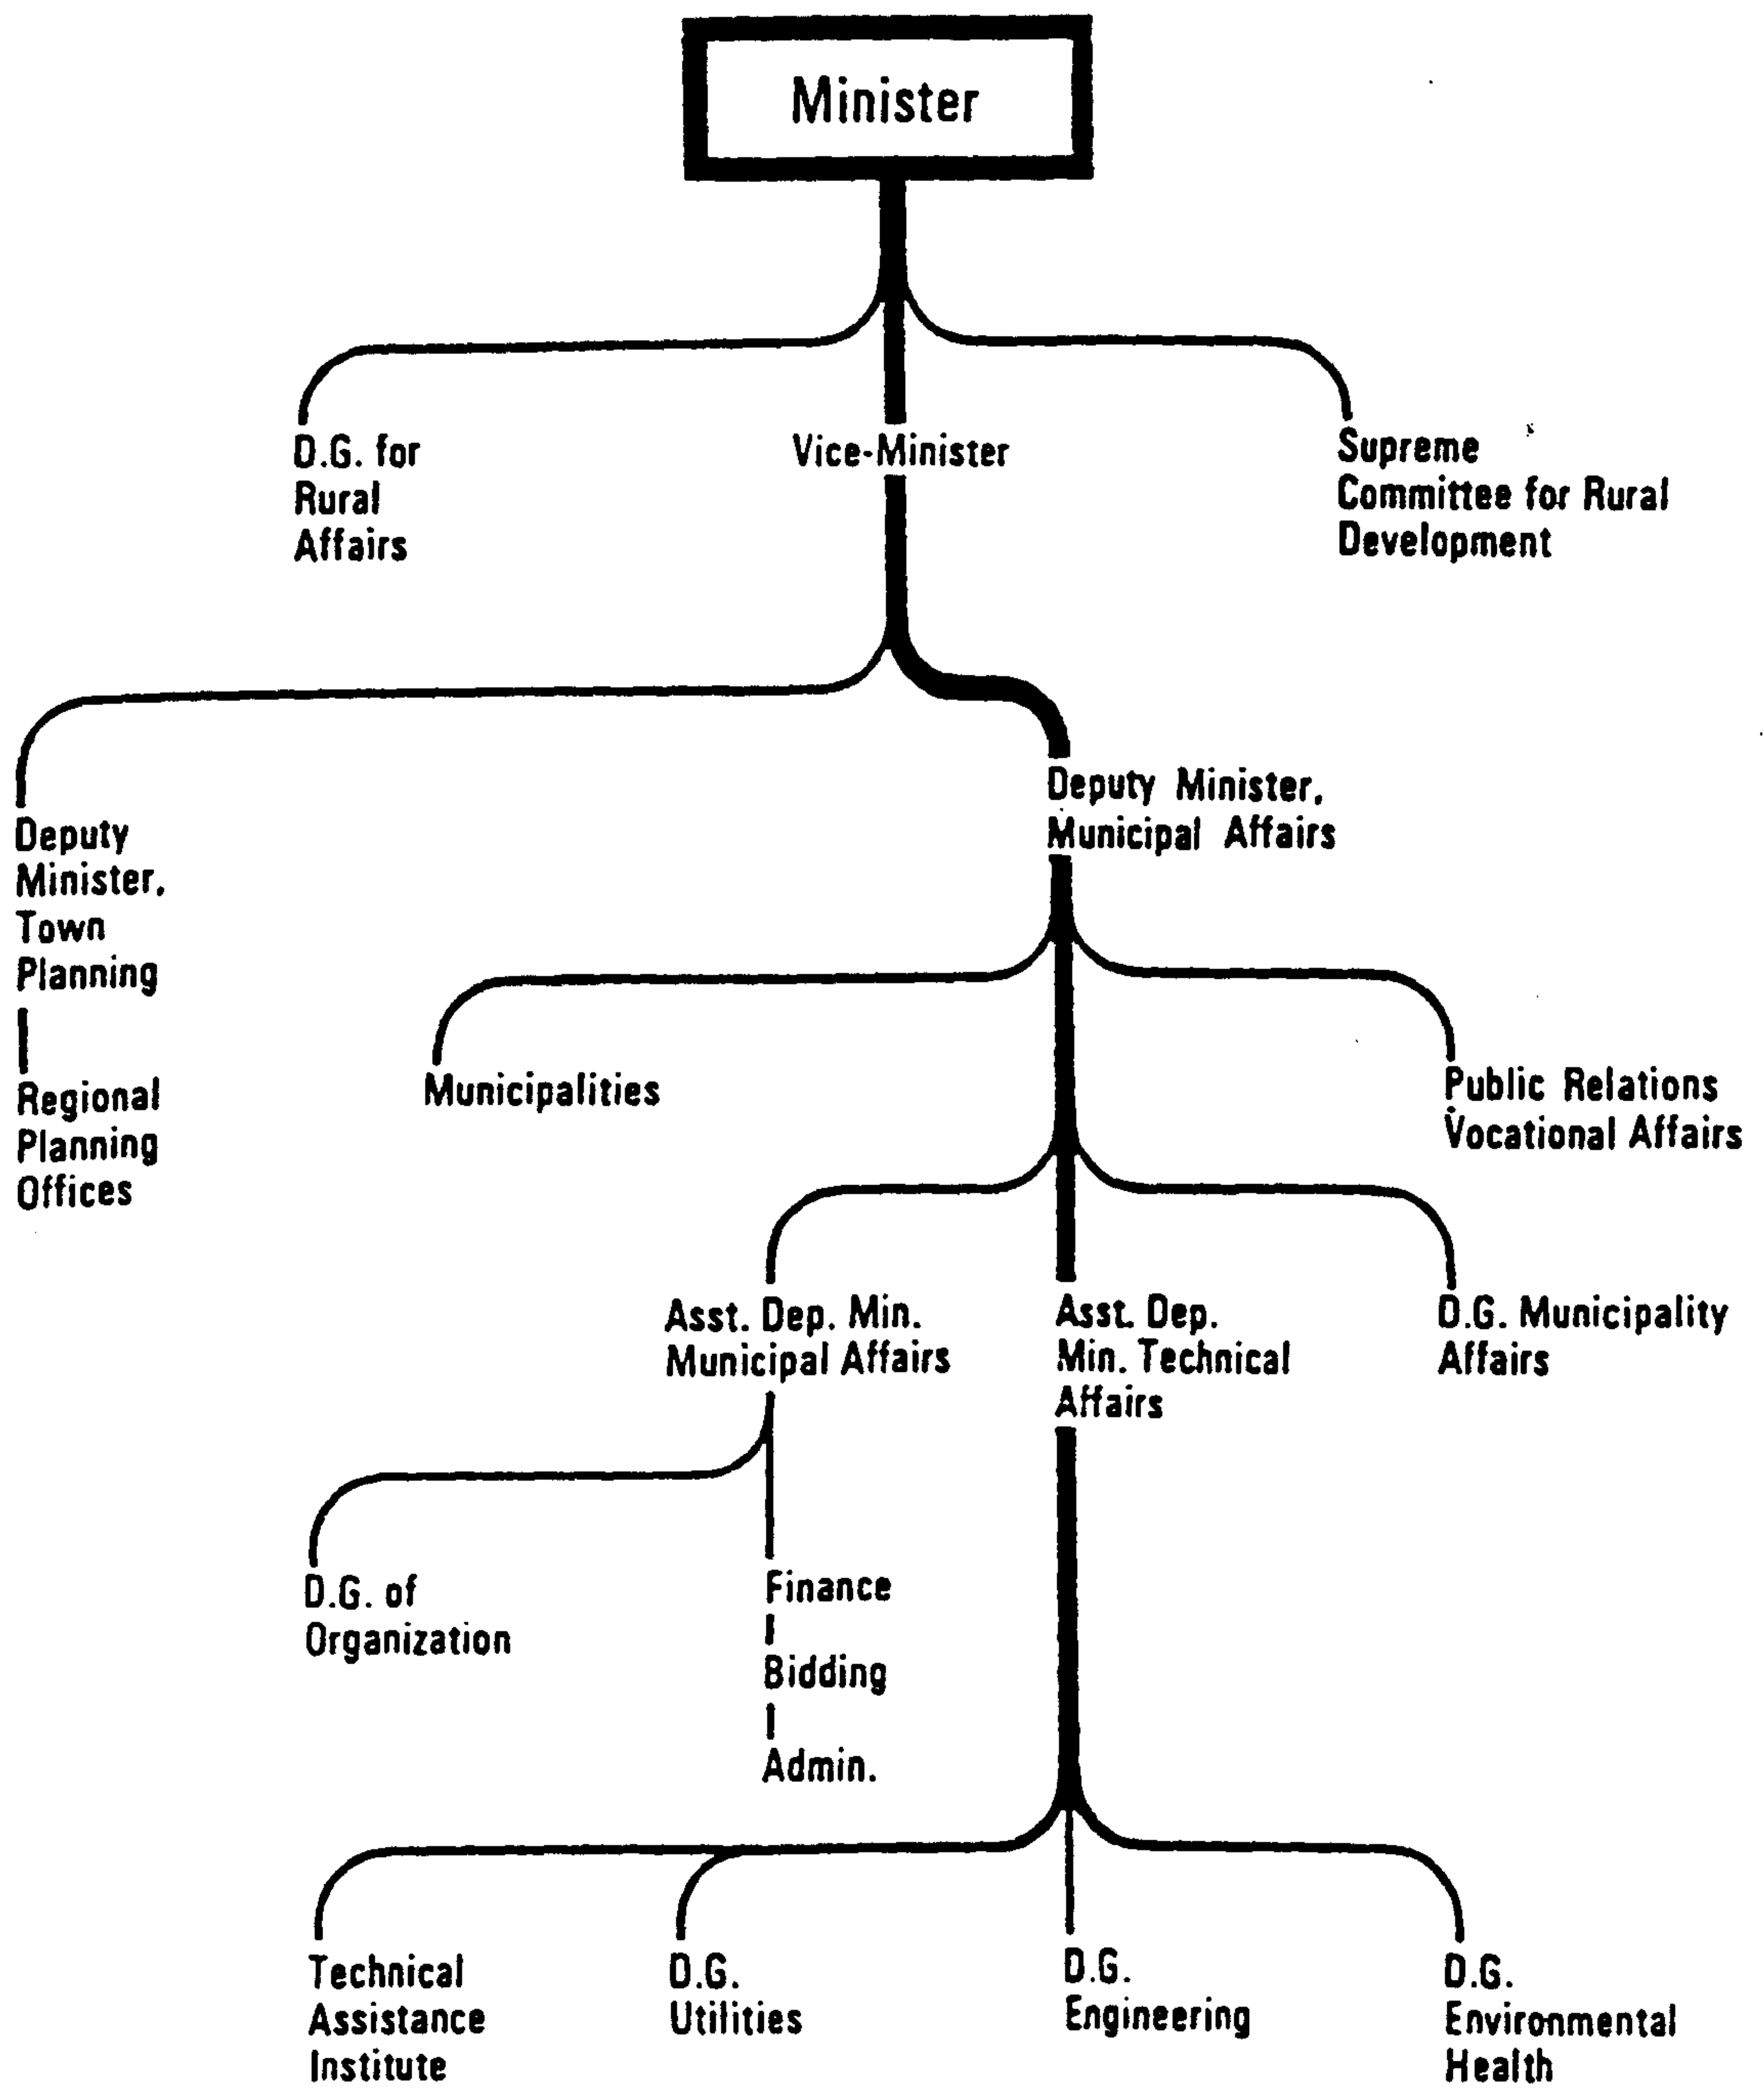 Minister
D.G. for
Rural
Affairs
Vice-Minister
Supreme
Committee for Rural
Development
Deputy
Minister,
Town
Planning
Regional
Planning
Offices
Deputy Minister,
Municipal Affairs
Municipalities
Public Relations
Vocational Affairs
Asst. Dep. Min.
Municipal Affairs
Asst. Dep.
Min. Technical
Affairs
D.G. Municipality
Affairs
D.G. of
Organization
Finance
Bidding
Admin.
Technical
Assistance
Institute
D.G.
Utilities
D.G.
Engineering
D.G.
Environmental
Health